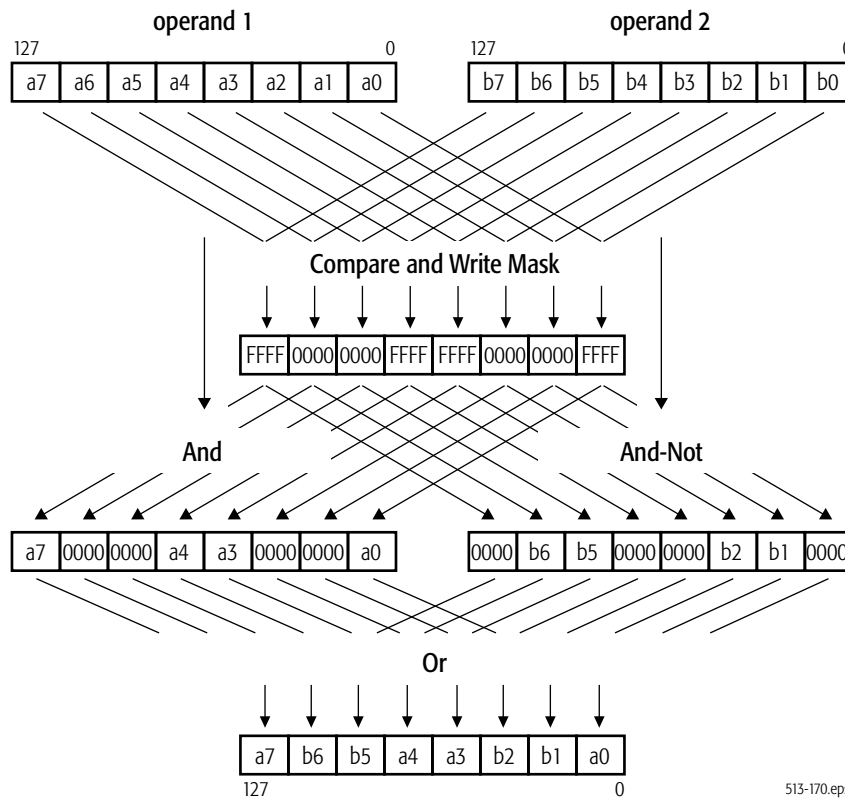 operand 1 operand 2
127 0 127 0
a7 a6 a5 a4 a3 a2 a1 a0 b7 b6 b5 b4 b3 b2 b1 b0
Compare and Write Mask
FFFF 0000 0000 FFFF FFFF 0000 0000 FFFF
And And-Not
a7 0000 0000 a4 a3 0000 0000 a0 0000 b6 b5 0000 0000 b2 b1 0000
Or
a7 b6 b5 a4 a3 b2 b1 a0
127 0
513-170.eps